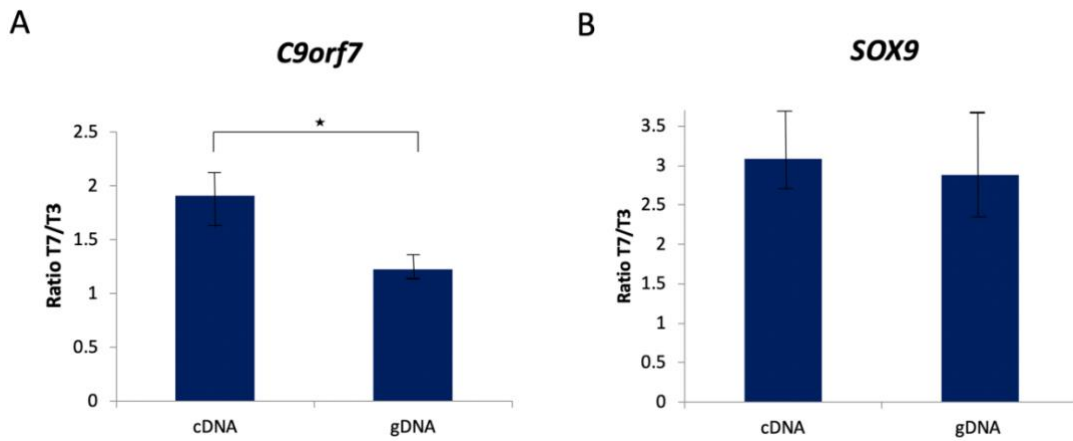 A
C9orf7
★
2.5
2
1.5
1
0.5
0
Ratio T7/T3
cDNA gDNA
B
SOX9
3.5
3
2.5
2
1.5
1
0.5
0
Ratio T7/T3
cDNA gDNA